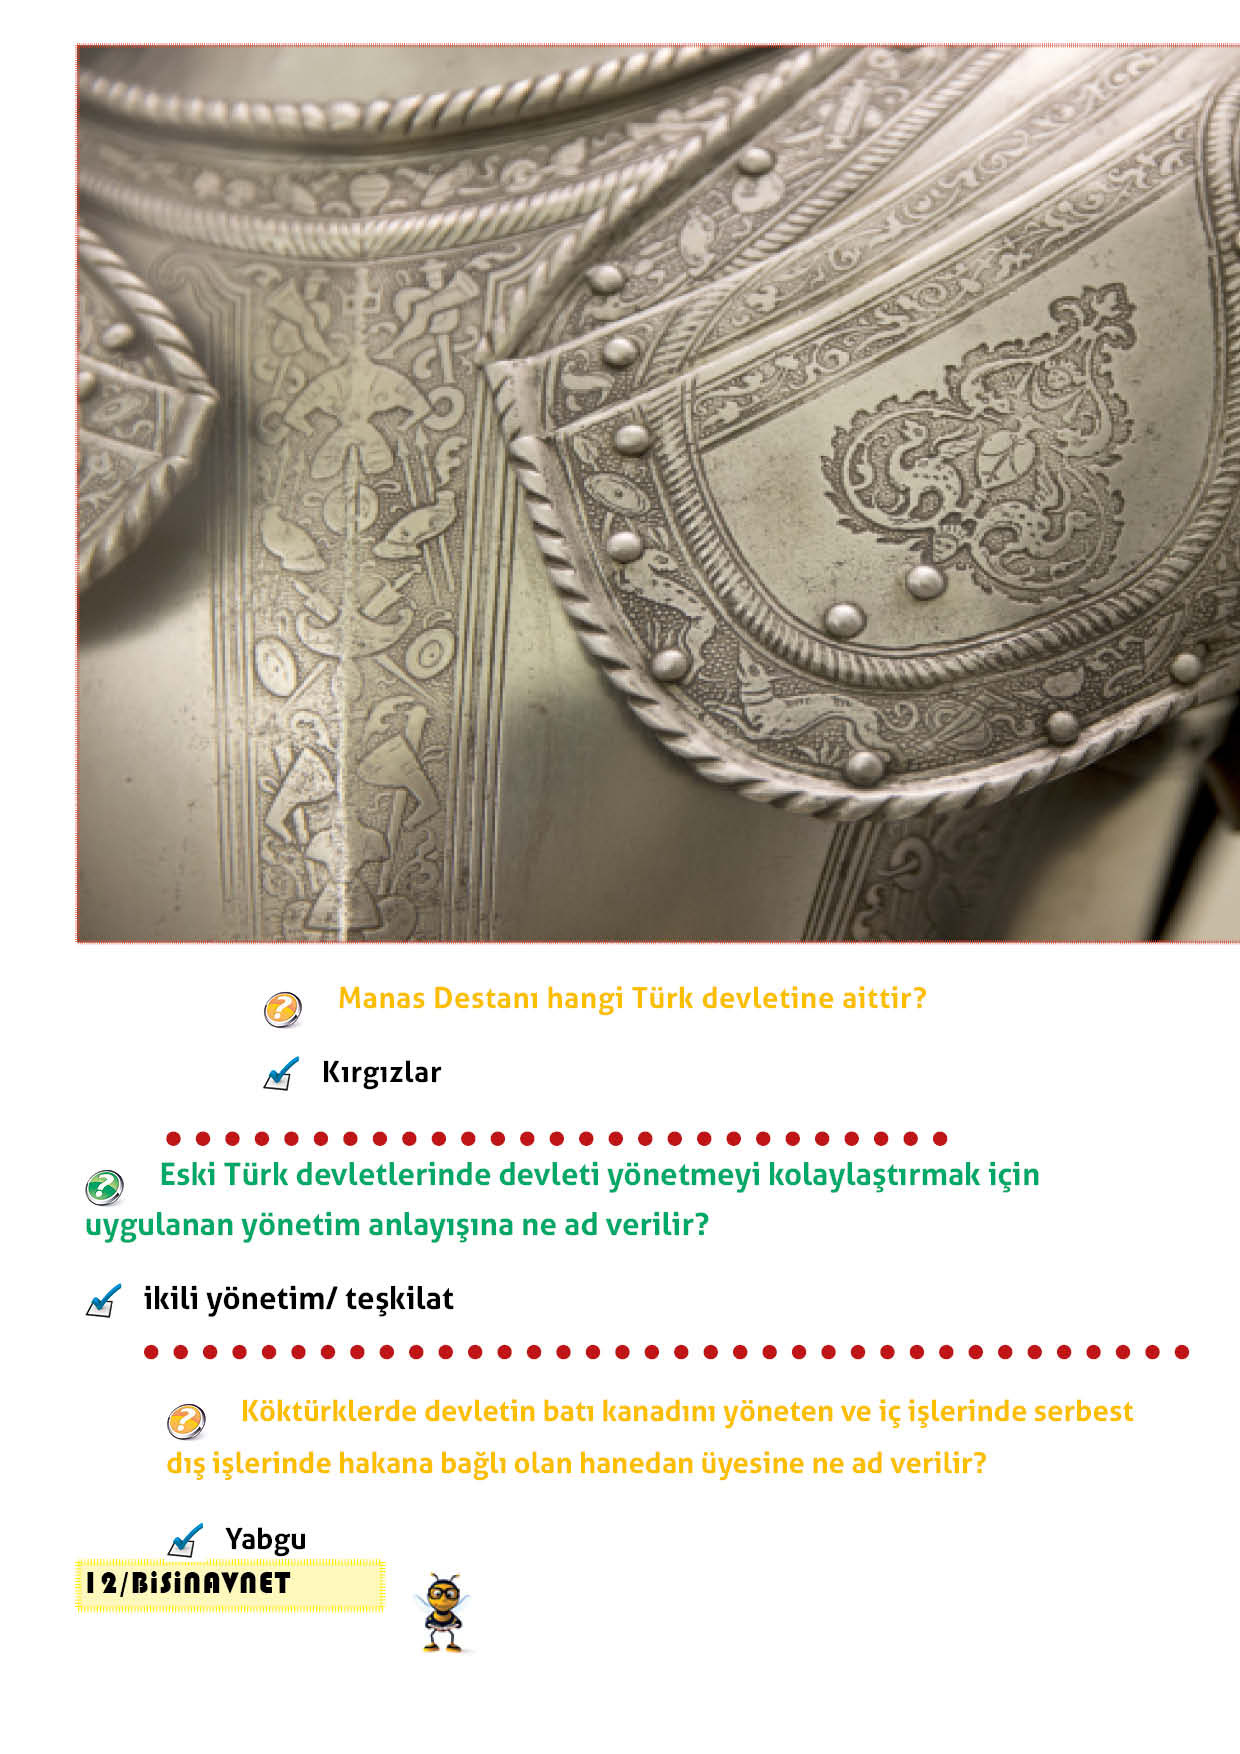 Manas Destanı hangi Türk devletine aittir?
Kırgızlar
Eski Türk devletlerinde devleti yönetmeyi kolaylaştırmak için
uygulanan yönetim anlayışına ne ad verilir?
ikili yönetim/ teşkilat
Köktürklerde devletin batı kanadını yöneten ve iç işlerinde serbest
dış işlerinde hakana bağlı olan hanedan üyesine ne ad verilir?
Yabgu
12/BiSiNAVNET